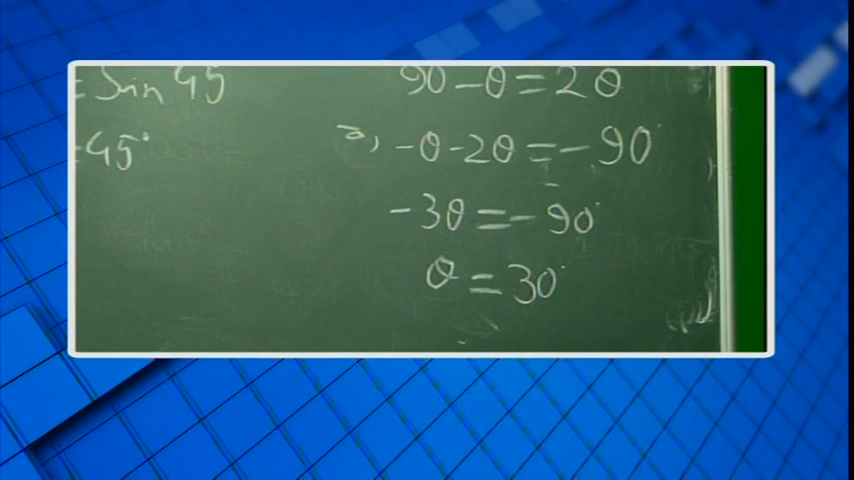 = Sin 45
= 45°
90 - θ = 2θ
বা, -θ - 2θ = - 90°
-3θ = - 90°
θ = 30°